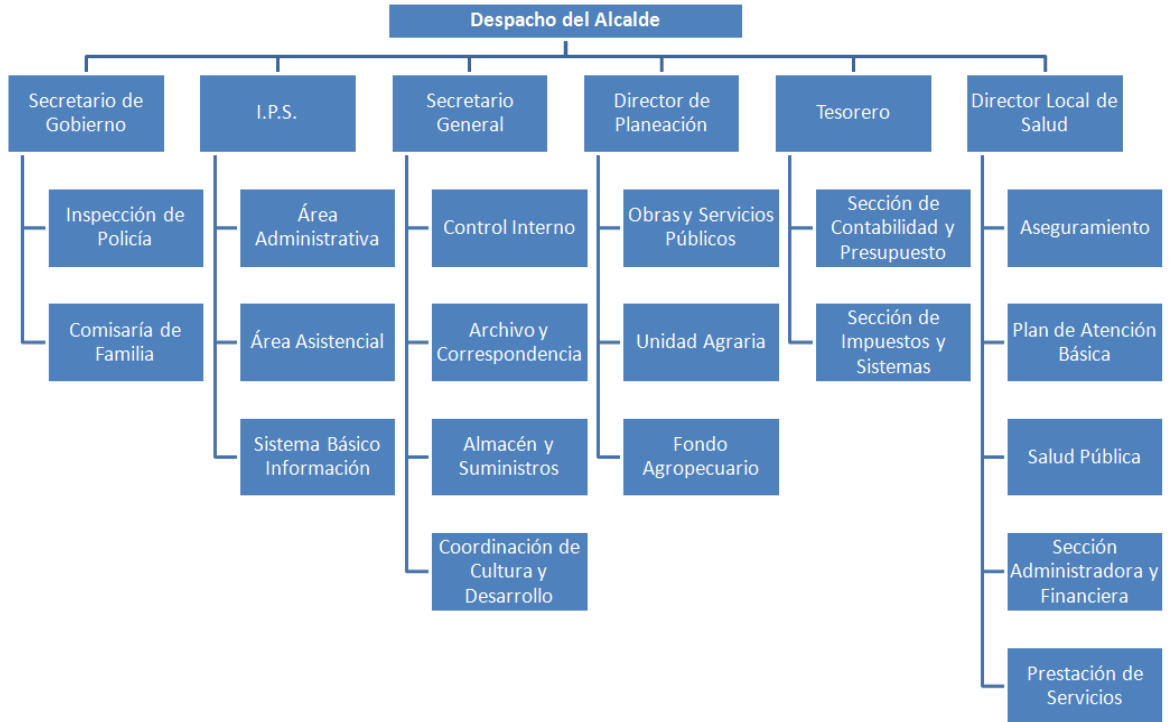 Despacho del Alcalde
Secretario de
Gobierno
I.P.S.
Secretario
General
Director de
Planeación
Tesorero
Director Local de
Salud
Inspección de
Policía
Área
Administrativa
Control Interno
Obras y Servicios
Públicos
Sección de
Contabilidad y
Presupuesto
Aseguramiento
Comisaría de
Familia
Área Asistencial
Archivo y
Correspondencia
Unidad Agraria
Sección de
Impuestos y
Sistemas
Plan de Atención
Básica
Sistema Básico
Información
Almacén y
Suministros
Fondo
Agropecuario
Salud Pública
Coordinación de
Cultura y
Desarrollo
Sección
Administradora y
Financiera
Prestación de
Servicios